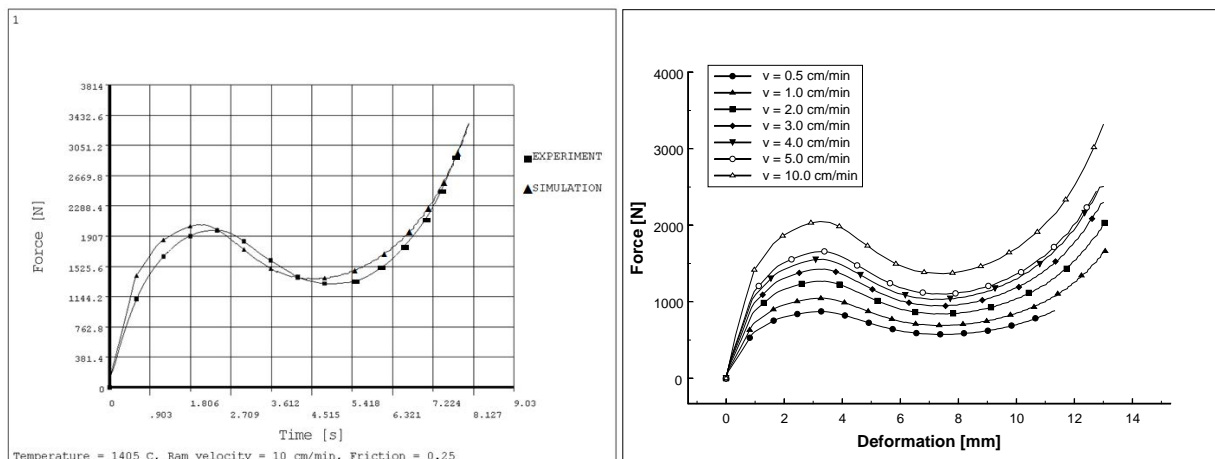 1
3814
3432.6
3051.2
2669.8
2288.4
1907
1525.6
1144.2
762.8
381.4
0
Force [N]
EXPERIMENT
SIMULATION
0
1.806
3.612
5.418
7.224
9.03
.903
2.709
4.515
6.321
8.127
Time [s]
Temperature = 1405 C, Ram velocity = 10 cm/min, Friction = 0.25
4000
3000
2000
1000
0
Force [N]
v = 0.5 cm/min
v = 1.0 cm/min
v = 2.0 cm/min
v = 3.0 cm/min
v = 4.0 cm/min
v = 5.0 cm/min
v = 10.0 cm/min
0
2
4
6
8
10
12
14
Deformation [mm]